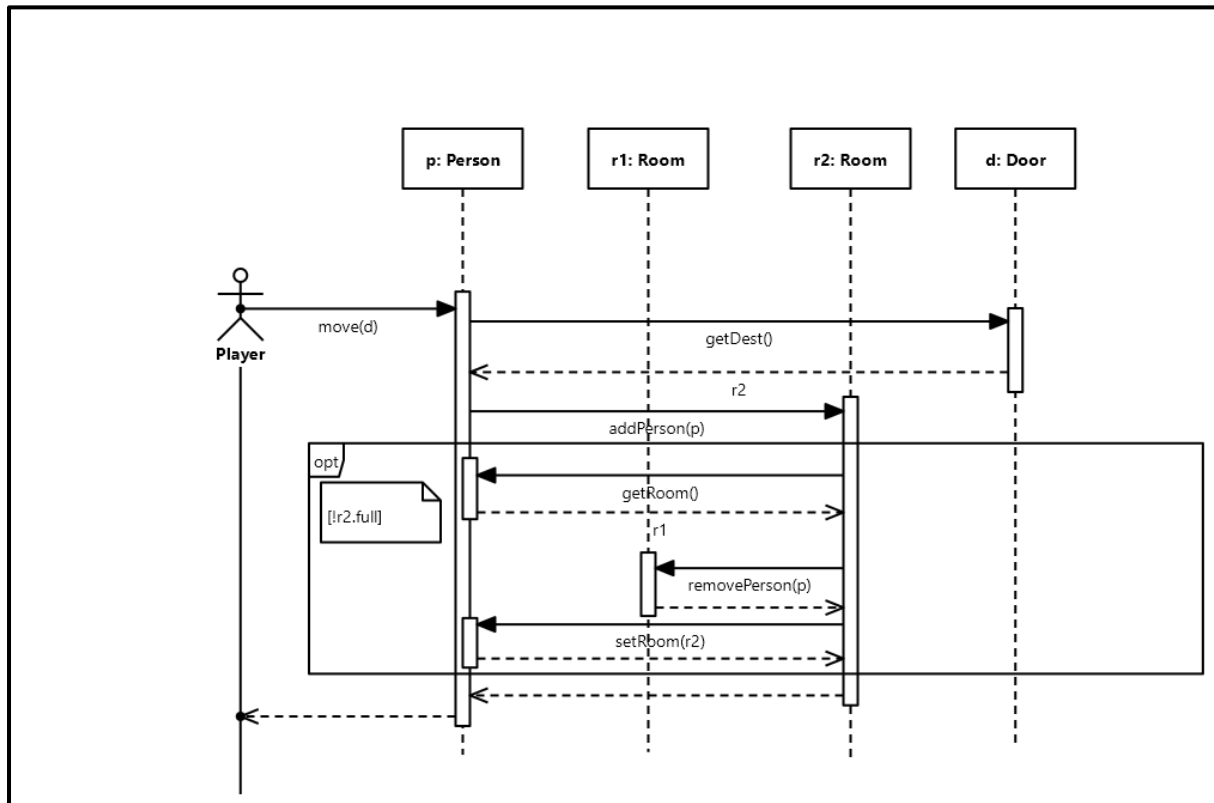 p: Person
r1: Room
r2: Room
d: Door
move(d)
Player
getDest()
r2
addPerson(p)
opt
[!r2.full]
getRoom()
r1
removePerson(p)
setRoom(r2)